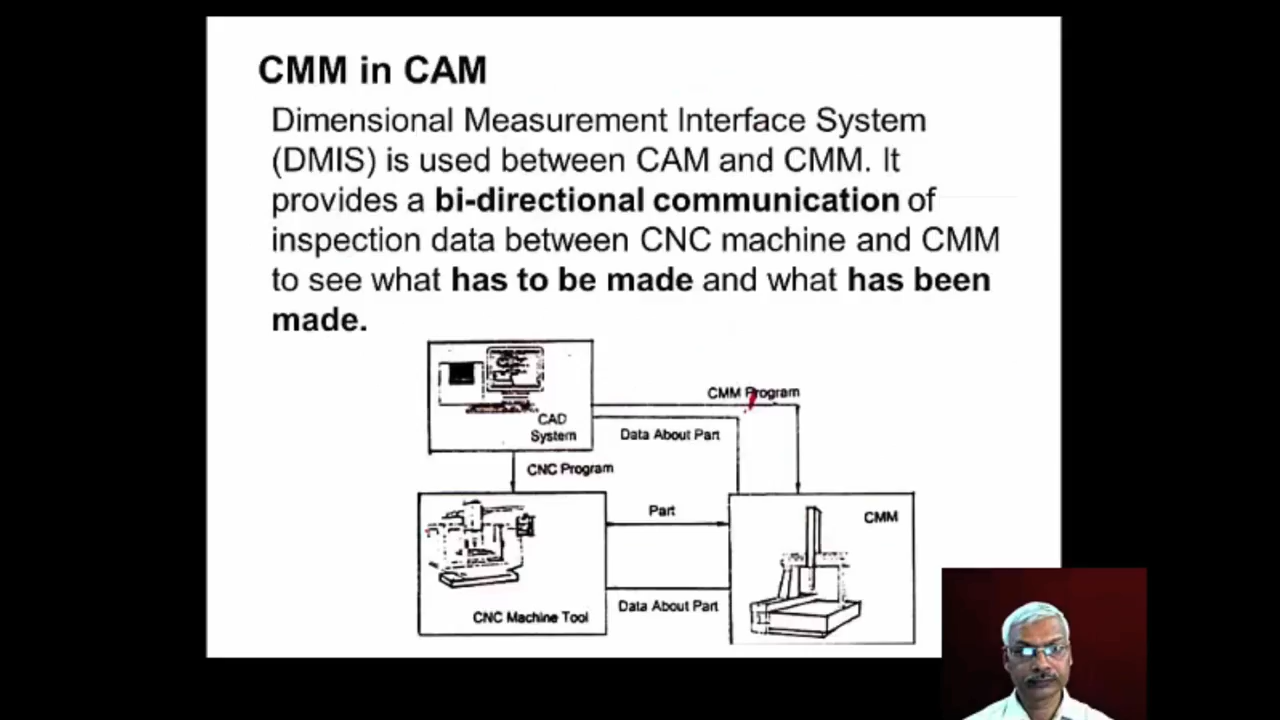 CMM in CAM
Dimensional Measurement Interface System
(DMIS) is used between CAM and CMM. It
provides a bi-directional communication of
inspection data between CNC machine and CMM
to see what has to be made and what has been
made.
CMM Program
CAD
System
Data About Part
CNC Program
Part
CMM
CNC Machine Tool
Data About Part